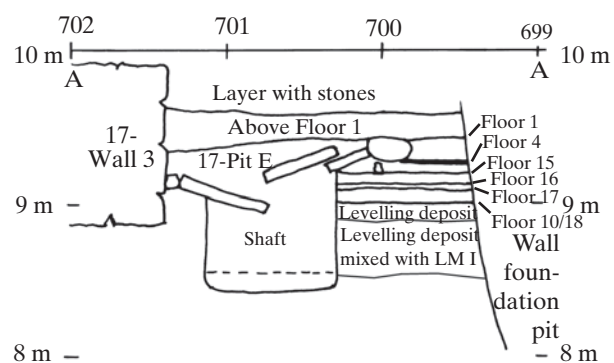 702 701 700 699
10 m 10 m
A A
Layer with stones
Above Floor 1
Floor 1
17-
Wall 3
17-Pit E
Floor 4
Floor 15
Floor 16
Floor 17
9 m 9 m
Floor 10/18
Levelling deposit
Shaft
Levelling deposit
mixed with LM I
Wall
foun-
dation
pit
8 m 8 m